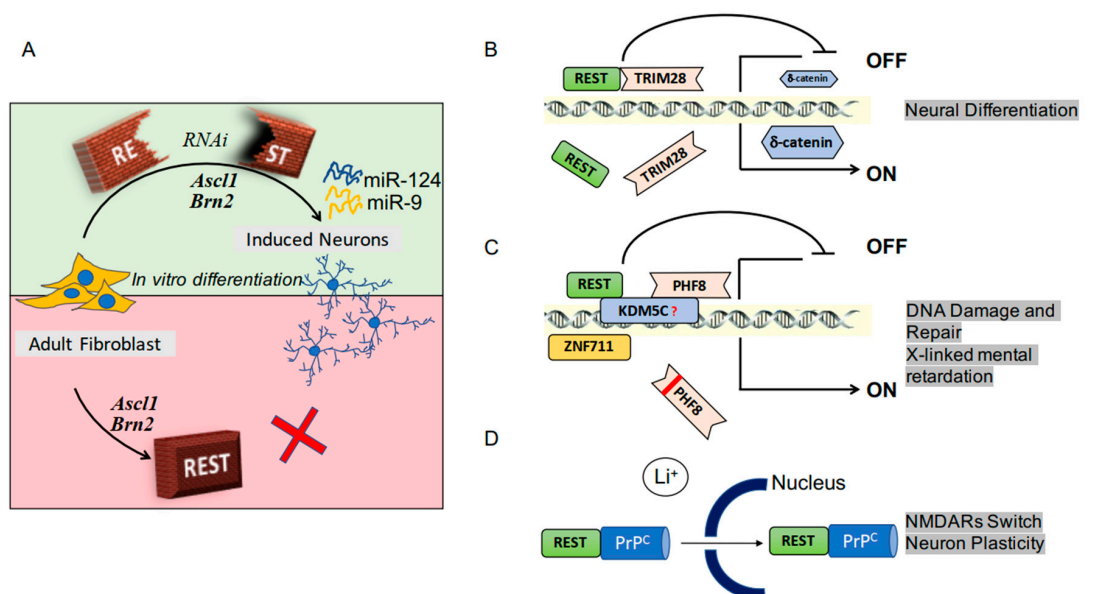 A
RE
ST
RNAi
Ascl1
Brn2
miR-124
miR-9
Induced Neurons
In vitro differentiation
Adult Fibroblast
Ascl1
Brn2
REST
B
REST
TRIM28
δ-catenin
OFF
Neural Differentiation
REST
TRIM28
δ-catenin
ON
C
OFF
REST
PHF8
KDM5C ?
ZNF711
DNA Damage and
Repair
X-linked mental
retardation
PHF8
ON
D
Li⁺
Nucleus
REST
PrPᶜ
REST
PrPᶜ
NMDARs Switch
Neuron Plasticity